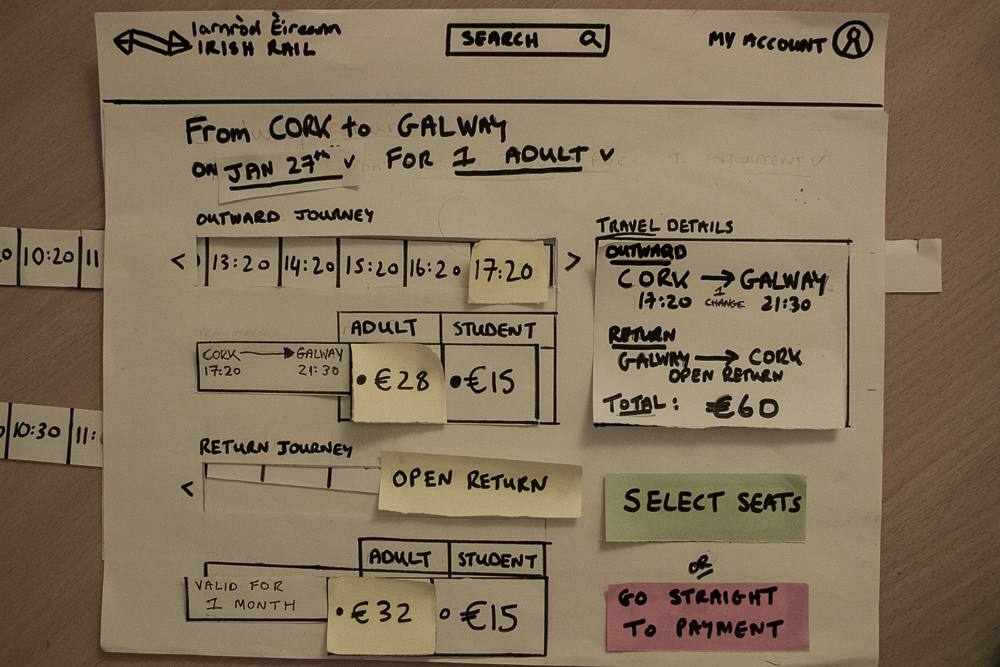 Iarnròd Èireann
IRISH RAIL
SEARCH
MY ACCOUNT
From CORK to GALWAY
ON JAN 27th v FOR 1 ADULT v
OUTWARD JOURNEY
< 13:20 14:20 15:20 16:20 17:20 >
10:20 11
ADULT STUDENT
CORK → GALWAY
17:20 21:30
€28 €15
10:30 11:
RETURN JOURNEY
< OPEN RETURN
ADULT STUDENT
VALID FOR
1 MONTH
€32 €15
TRAVEL DETAILS
OUTWARD
CORK → GALWAY
17:20 1 CHANGE 21:30
RETURN
GALWAY → CORK
OPEN RETURN
TOTAL: €60
SELECT SEATS
OR
GO STRAIGHT
TO PAYMENT